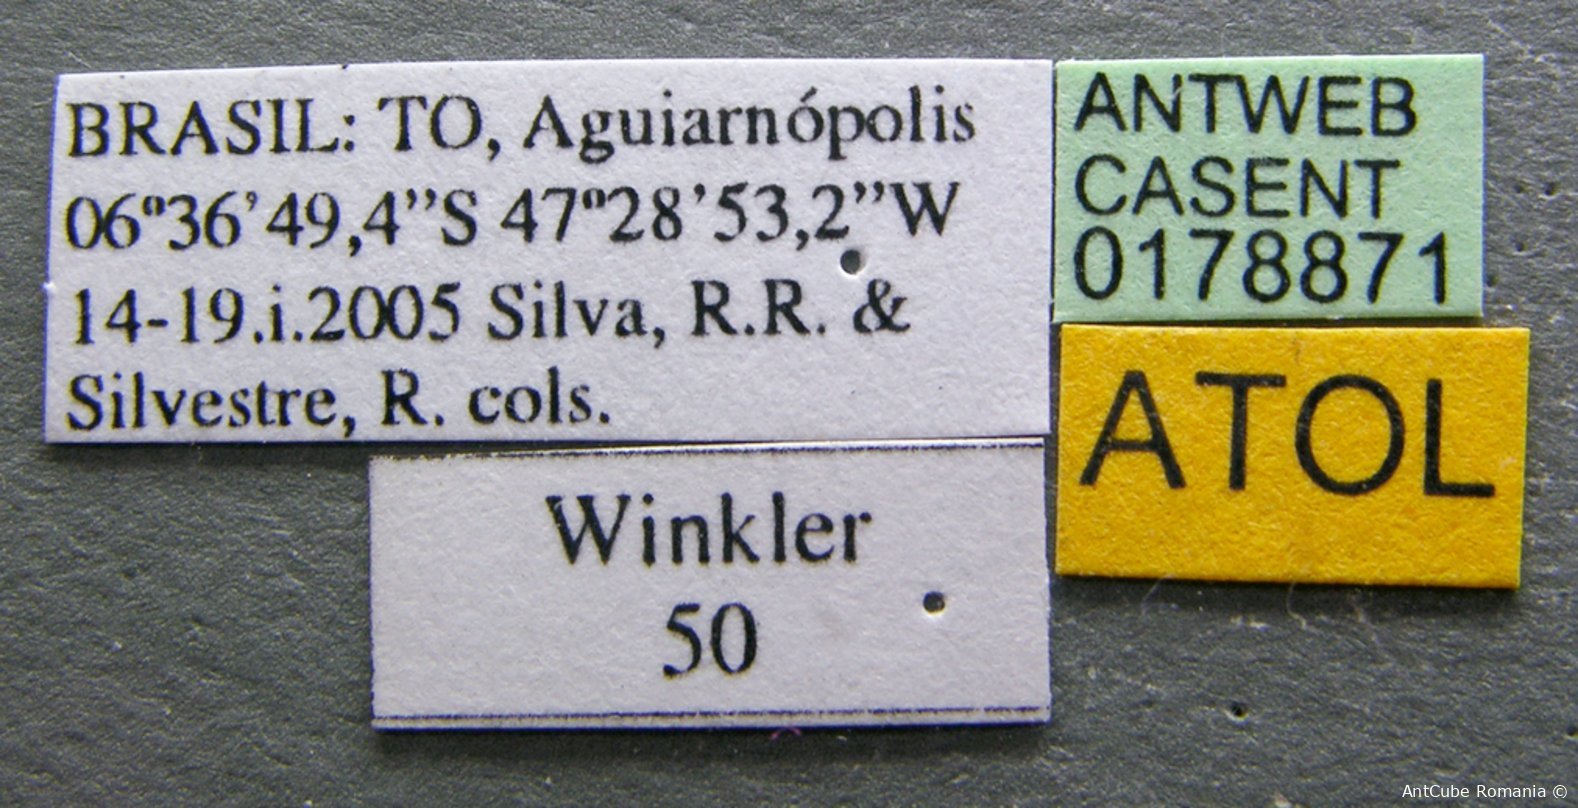 BRASIL: TO, Aguiarnópolis
06º36'49,4"S 47º28'53,2"W
14-19.i.2005 Silva, R.R. &
Silvestre, R. cols.
Winkler
50
ANTWEB
CASENT
0178871
ATOL
AntCube Romania ©